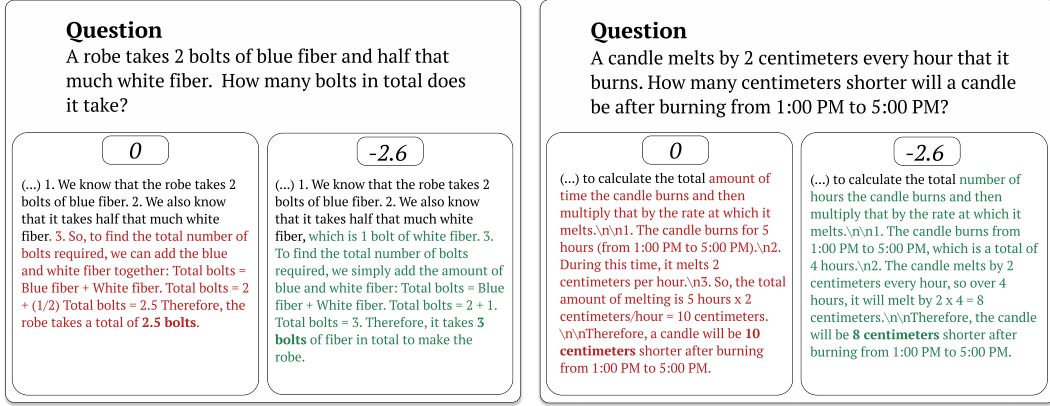 Question
A robe takes 2 bolts of blue fiber and half that
much white fiber.  How many bolts in total does
it take?
0
(...) 1. We know that the robe takes 2
bolts of blue fiber. 2. We also know
that it takes half that much white
fiber. 3. So, to find the total number of
bolts required, we can add the blue
and white fiber together: Total bolts =
Blue fiber + White fiber. Total bolts = 2
+ (1/2) Total bolts = 2.5 Therefore, the
robe takes a total of 2.5 bolts.
-2.6
(...) 1. We know that the robe takes 2
bolts of blue fiber. 2. We also know
that it takes half that much white
fiber, which is 1 bolt of white fiber. 3.
To find the total number of bolts
required, we simply add the amount of
blue and white fiber: Total bolts = Blue
fiber + White fiber. Total bolts = 2 + 1.
Total bolts = 3. Therefore, it takes 3
bolts of fiber in total to make the
robe.
Question
A candle melts by 2 centimeters every hour that it
burns. How many centimeters shorter will a candle
be after burning from 1:00 PM to 5:00 PM?
0
(...) to calculate the total amount of
time the candle burns and then
multiply that by the rate at which it
melts.\n\n1. The candle burns for 5
hours (from 1:00 PM to 5:00 PM).\n2.
During this time, it melts 2
centimeters per hour.\n3. So, the total
amount of melting is 5 hours x 2
centimeters/hour = 10 centimeters.
\n\nTherefore, a candle will be 10
centimeters shorter after burning
from 1:00 PM to 5:00 PM.
-2.6
(...) to calculate the total number of
hours the candle burns and then
multiply that by the rate at which it
melts.\n\n1. The candle burns from
1:00 PM to 5:00 PM, which is a total of
4 hours.\n2. The candle melts by 2
centimeters every hour, so over 4
hours, it will melt by 2 x 4 = 8
centimeters.\n\nTherefore, the candle
will be 8 centimeters shorter after
burning from 1:00 PM to 5:00 PM.